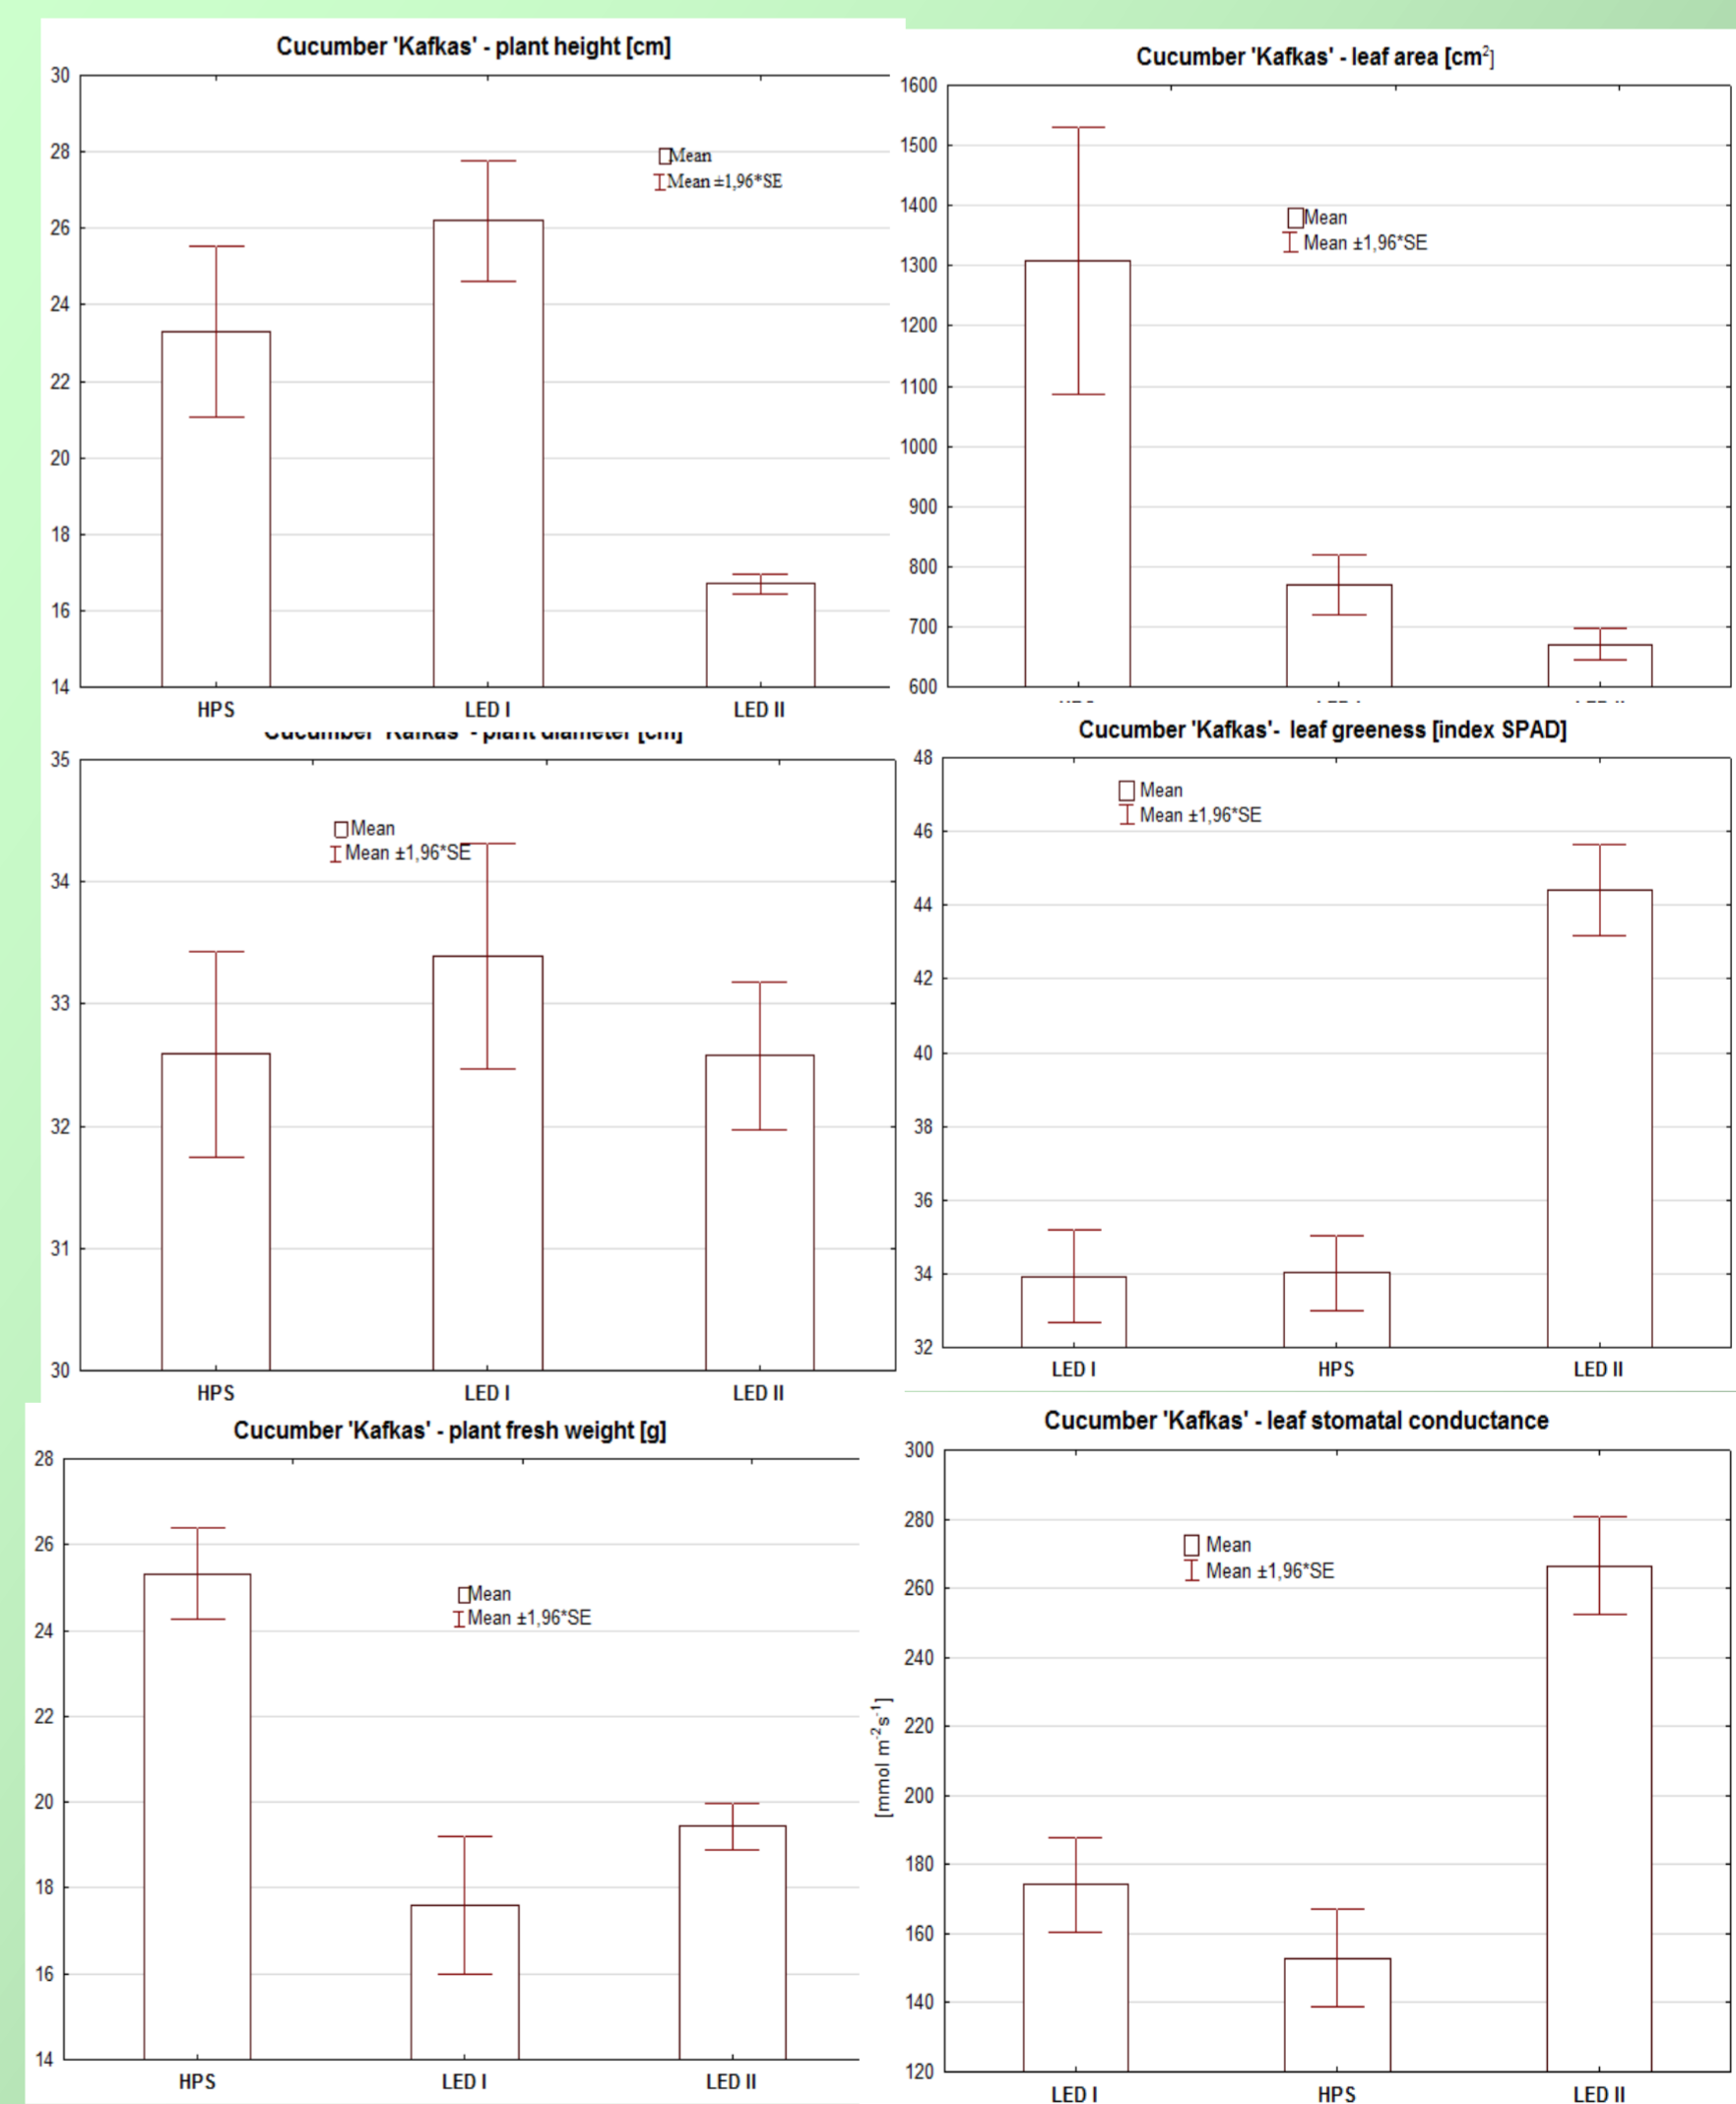 Cucumber 'Kafkas' - plant height [cm]
30
28
26
24
22
20
18
16
14
Mean
Mean ±1,96*SE
HPS
LED I
LED II
Cucumber 'Kafkas' - leaf area [cm²]
1600
1500
1400
1300
1200
1100
1000
900
800
700
600
Mean
Mean ±1,96*SE
Cucumber 'Kafkas' - plant diameter [cm]
35
34
33
32
31
30
Mean
Mean ±1,96*SE
HPS
LED I
LED II
Cucumber 'Kafkas'- leaf greeness [index SPAD]
48
46
44
42
40
38
36
34
32
Mean
Mean ±1,96*SE
LED I
HPS
LED II
Cucumber 'Kafkas' - plant fresh weight [g]
28
26
24
22
20
18
16
14
Mean
Mean ±1,96*SE
HPS
LED I
LED II
Cucumber 'Kafkas' - leaf stomatal conductance
[mmol m⁻² s⁻¹]
300
280
260
240
220
200
180
160
140
120
Mean
Mean ±1,96*SE
LED I
HPS
LED II